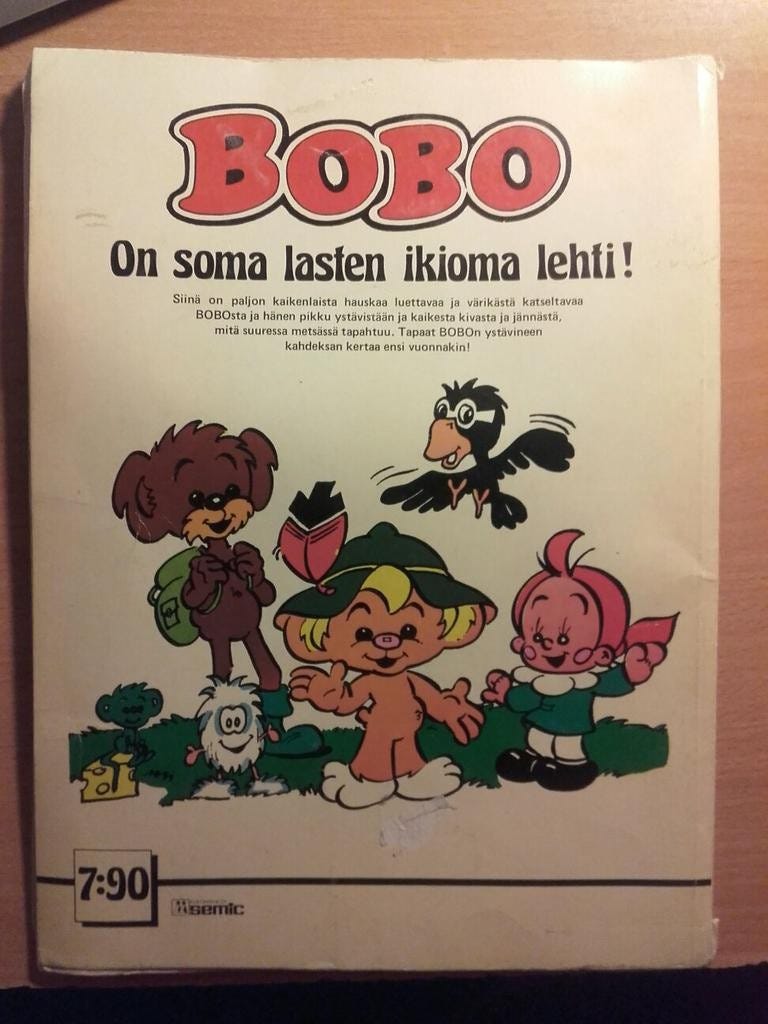 BOBO
On soma lasten ikioma lehti!
Siinä on paljon kaikenlaista hauskaa luettavaa ja värikästä katseltavaa
BOBOsta ja hänen pikku ystävistään ja kaikesta kivasta ja jännästä,
mitä suuressa metsässä tapahtuu. Tapaat BOBOn ystävineen
kahdeksan kertaa ensi vuonnakin!
7:90
semic